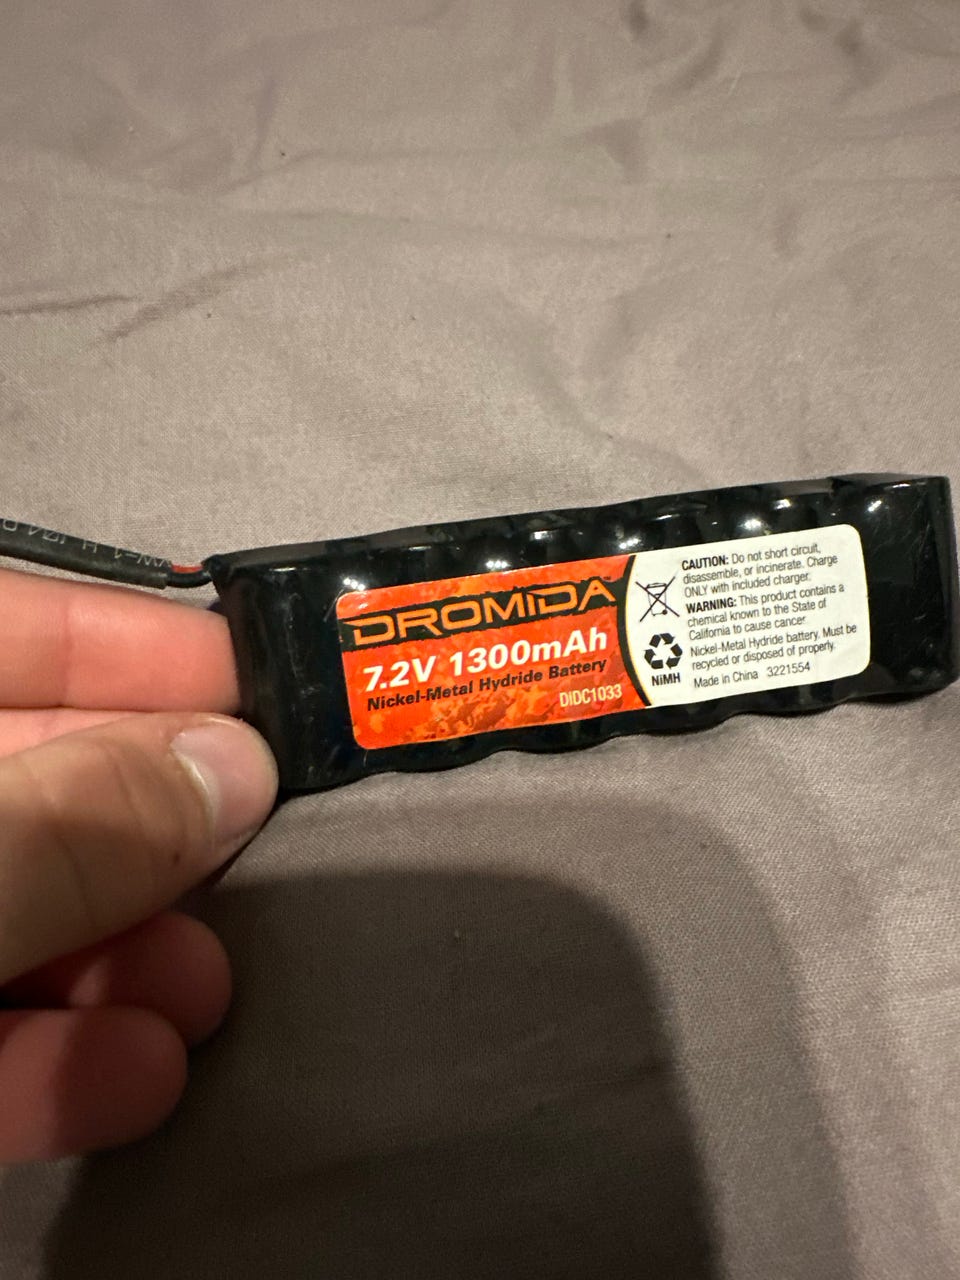 DROMIDA™
7.2V 1300mAh
Nickel-Metal Hydride Battery
DIDC1033
CAUTION: Do not short circuit,
disassemble, or incinerate. Charge
ONLY with included charger.
WARNING: This product contains a
chemical known to the State of
California to cause cancer.
Nickel-Metal Hydride battery. Must be
recycled or disposed of properly.
NiMH
Made in China 3221554